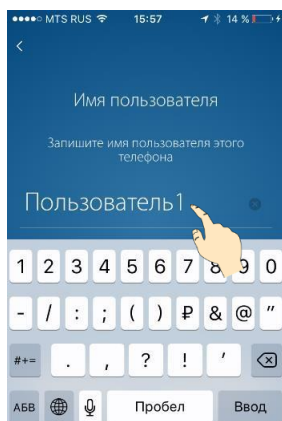 MTS RUS 15:57 14 %
Имя пользователя
Запишите имя пользователя этого
телефона
Пользователь1
1 2 3 4 5 6 7 8 9 0
- / : ; ( ) ₽ & @ "
#+= . , ? ! '
АБВ Пробел Ввод